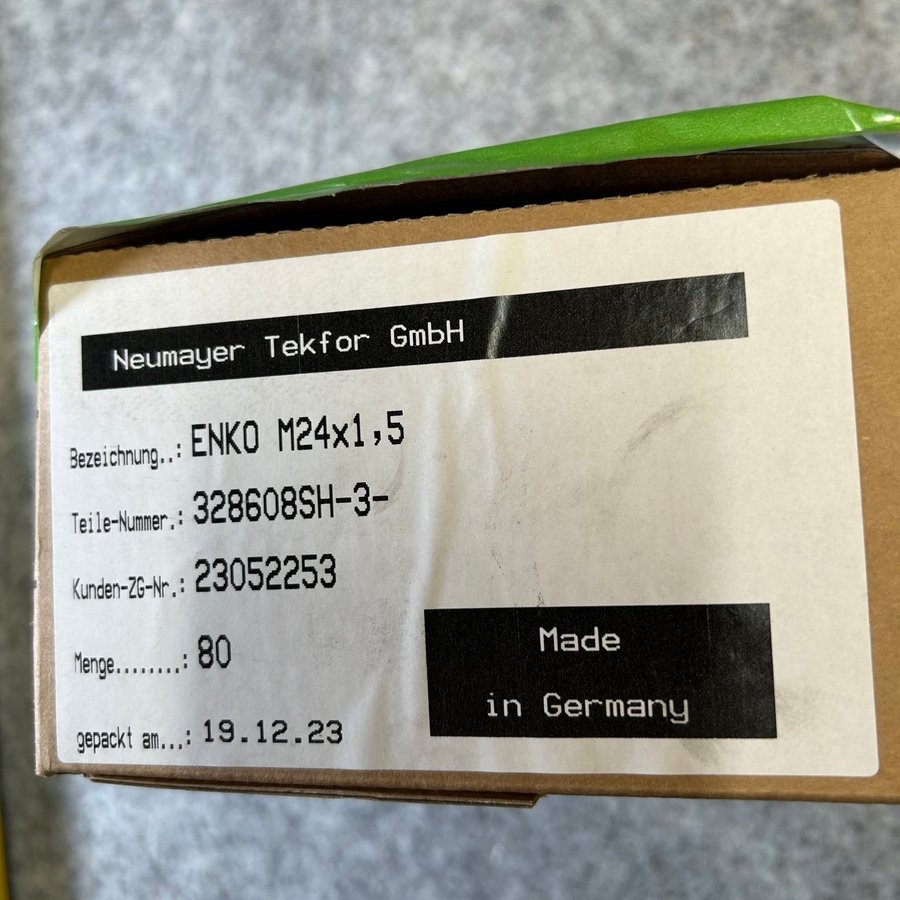 Neumayer Tekfor GmbH
Bezeichnung..: ENKO M24x1,5
Teile-Nummer.: 328608SH-3-
Kunden-ZG-Nr.: 23052253
Menge........: 80
gepackt am...: 19.12.23
Made
in Germany